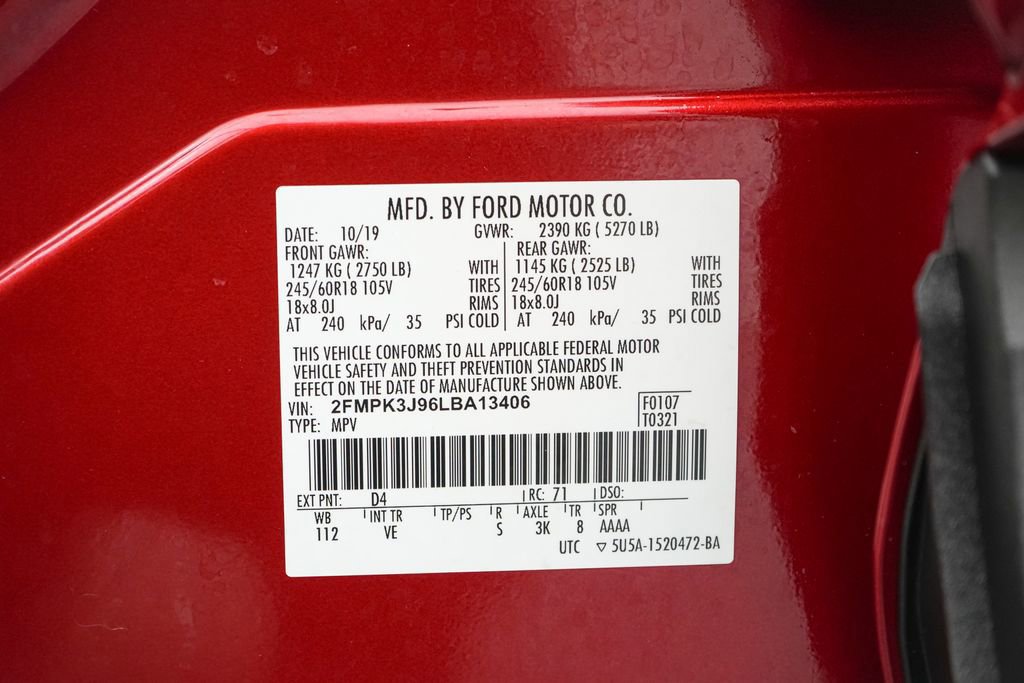 MFD. BY FORD MOTOR CO.
DATE: 10/19 GVWR: 2390 KG ( 5270 LB)
FRONT GAWR: REAR GAWR:
1247 KG ( 2750 LB) WITH 1145 KG ( 2525 LB) WITH
245/60R18 105V TIRES 245/60R18 105V TIRES
18x8.0J RIMS 18x8.0J RIMS
AT 240 kPa/ 35 PSI COLD AT 240 kPa/ 35 PSI COLD
THIS VEHICLE CONFORMS TO ALL APPLICABLE FEDERAL MOTOR
VEHICLE SAFETY AND THEFT PREVENTION STANDARDS IN
EFFECT ON THE DATE OF MANUFACTURE SHOWN ABOVE.
VIN: 2FMPK3J96LBA13406 F0107
TYPE: MPV T0321
EXT PNT: D4 RC: 71 DSO:
WB INT TR TP/PS R AXLE TR SPR
112 VE S 3K 8 AAAA
UTC ▽ 5U5A-1520472-BA